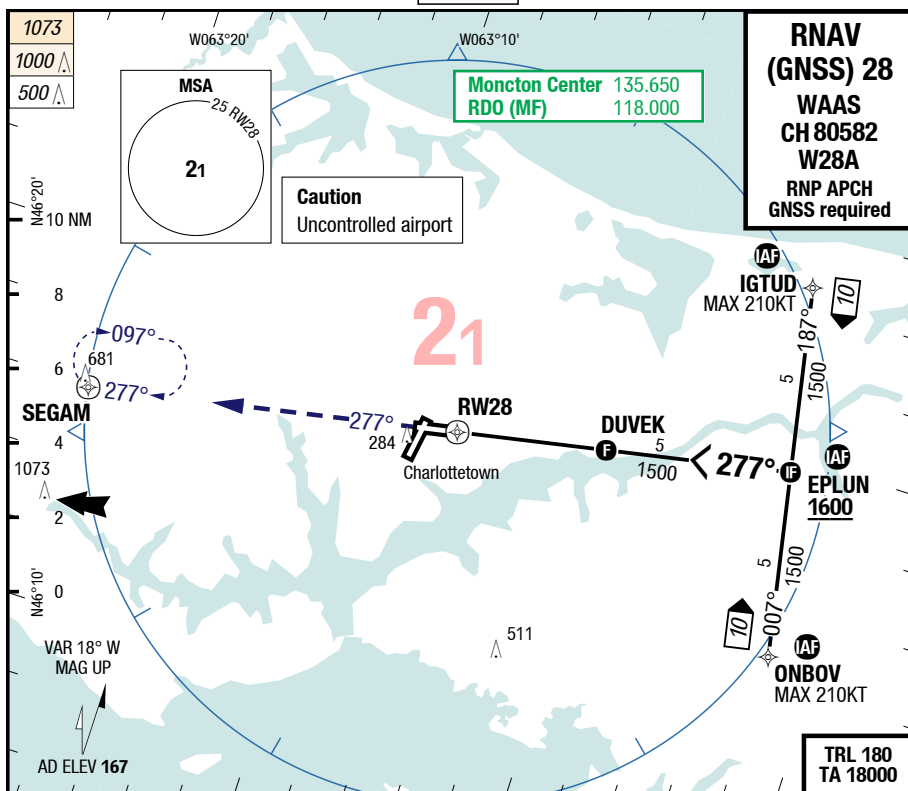 1073
1000
500
W063°20'
W063°10'
MSA
25 RW28
21
Moncton Center 135.650
RDO (MF) 118.000
RNAV
(GNSS) 28
WAAS
CH 80582
W28A
RNP APCH
GNSS required
Caution
Uncontrolled airport
N46°20'
10 NM
8
6
4
2
0
N46°10'
21
IAF
IGTUD
MAX 210KT
10
187°
5
1500
097°
681
277°
SEGAM
277°
284
RW28
Charlottetown
DUVEK
F
5
1500
277°
IF
IAF
EPLUN
1600
1073
5
1500
007°
10
IAF
ONBOV
MAX 210KT
511
VAR 18° W
MAG UP
AD ELEV 167
TRL 180
TA 18000